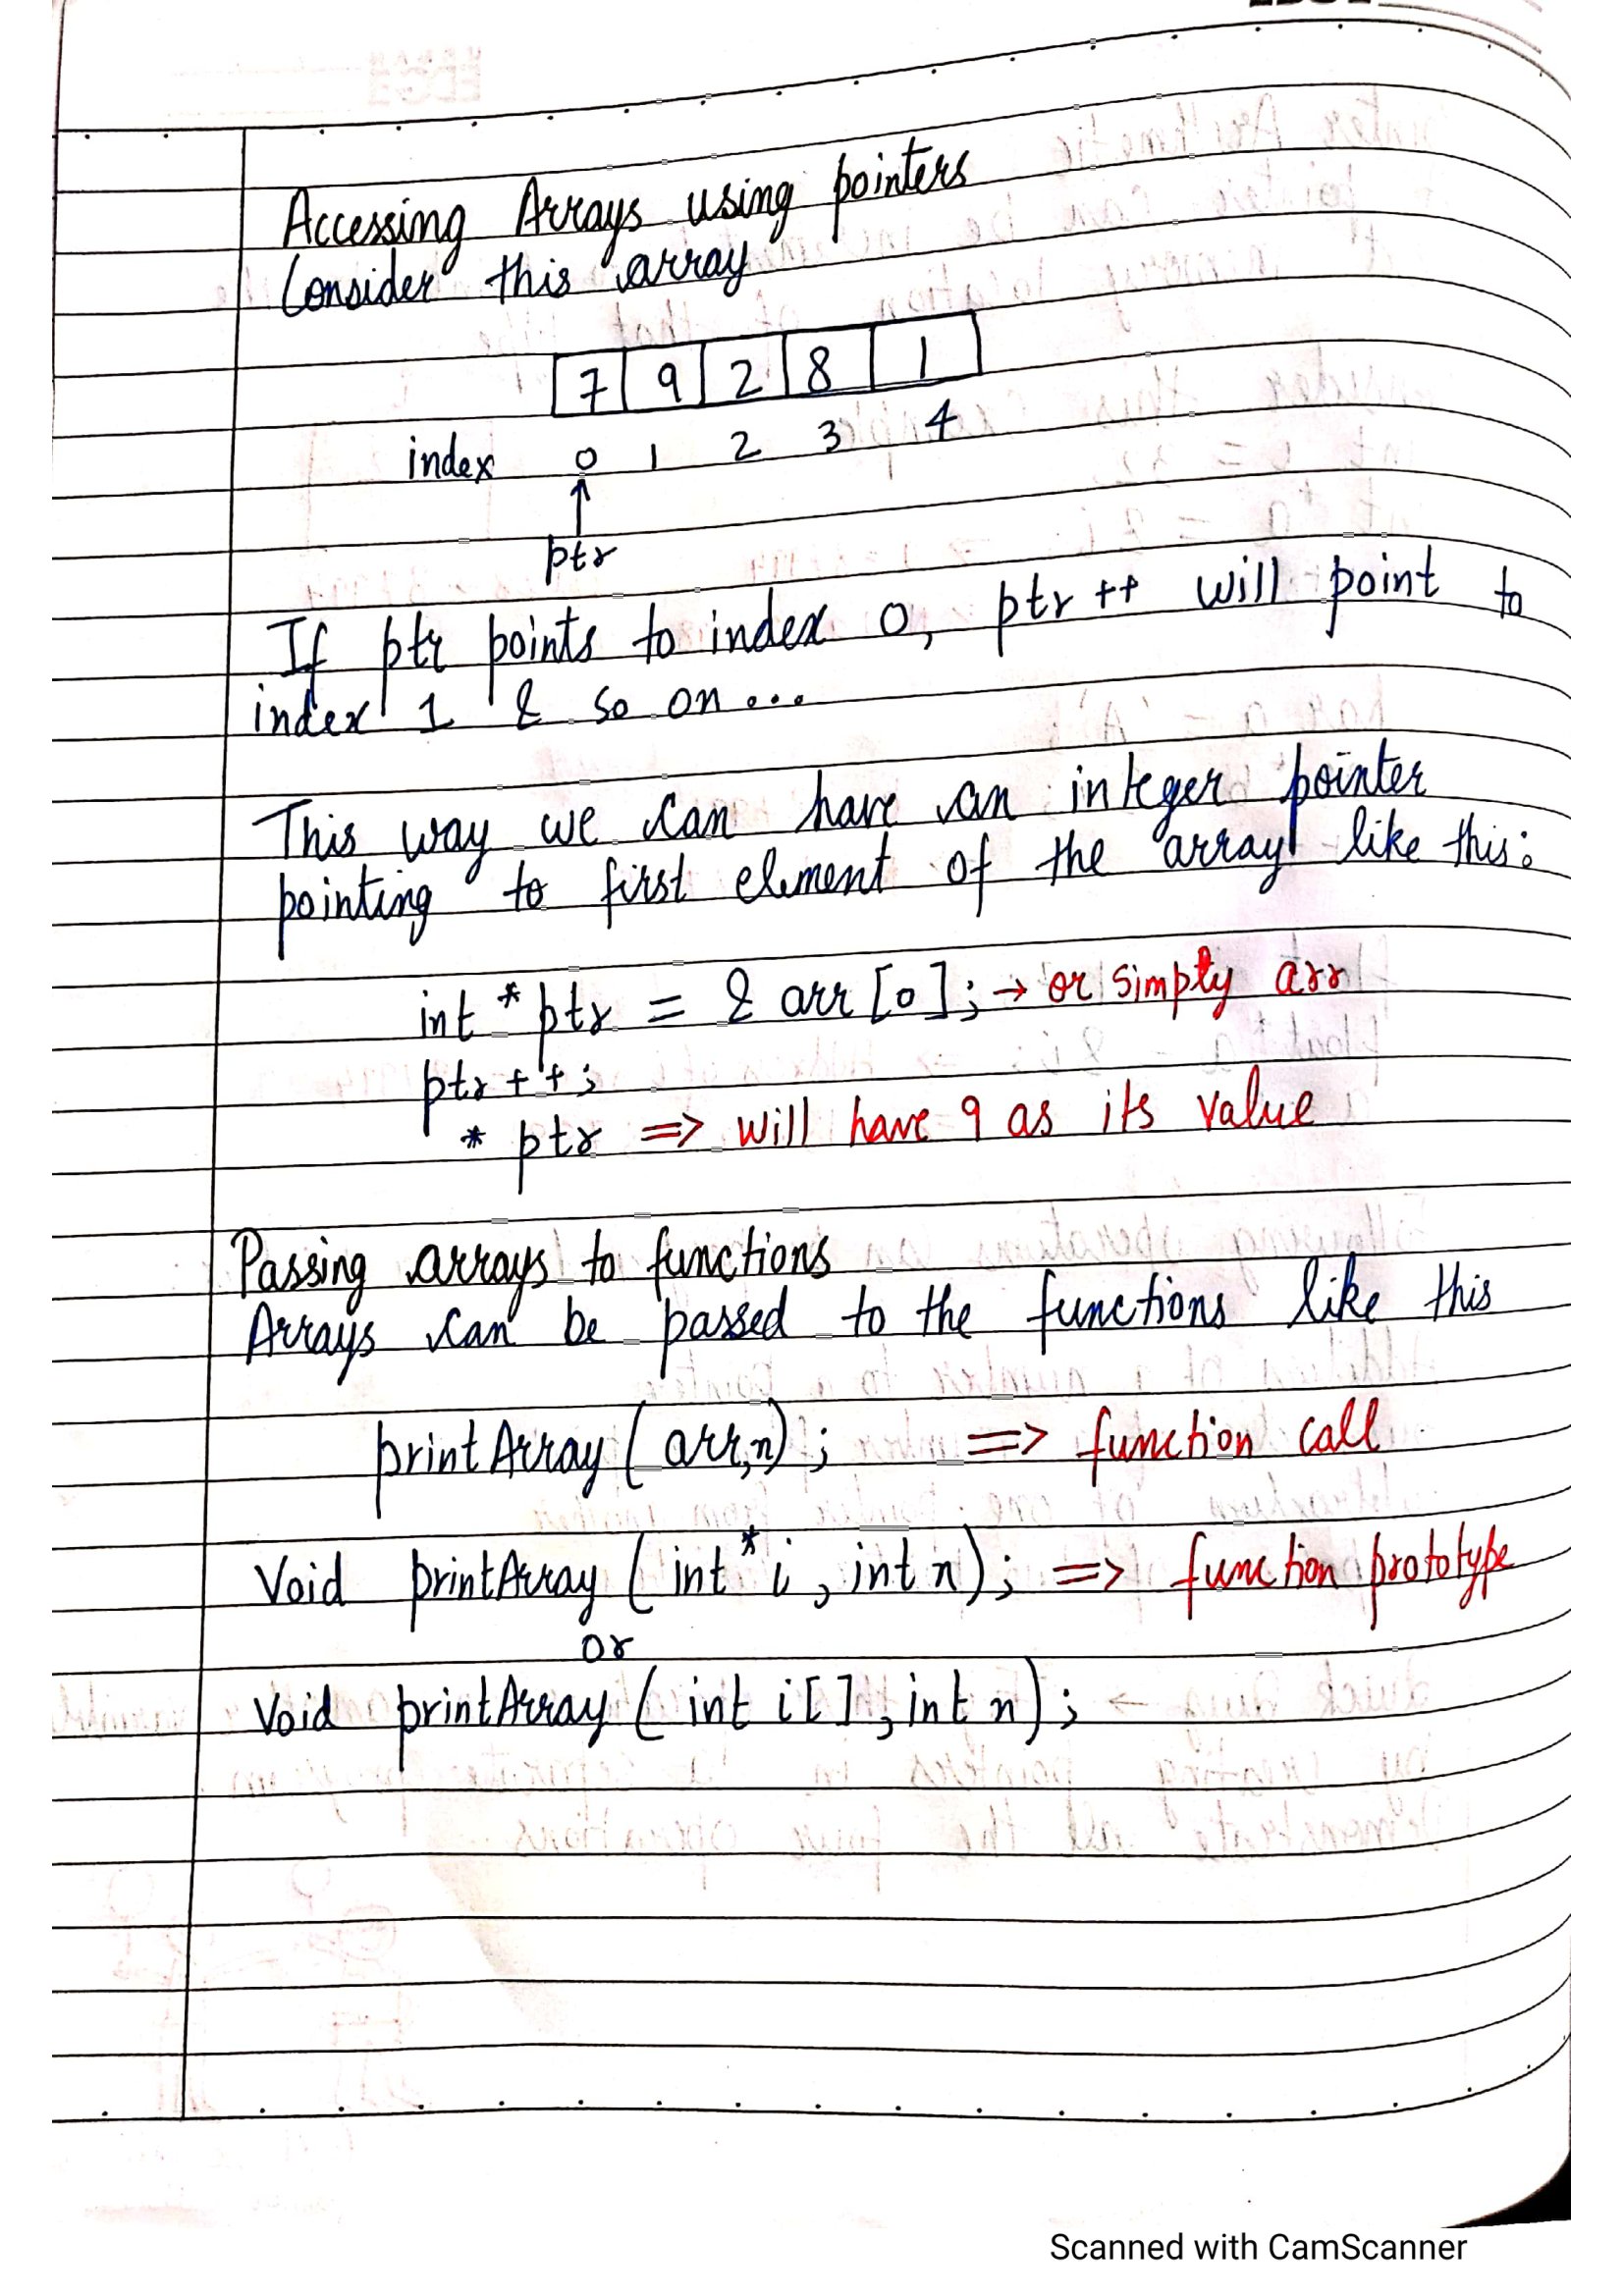 Accessing Arrays using pointers
Consider this array
7 9 2 8 1
index 0 1 2 3 4
ptr
If ptr points to index 0, ptr++ will point to
index 1 & so on...
This way we can have an integer pointer
pointing to first element of the array like this:
int *ptr = & arr[0]; → or simply arr
ptr++;
* ptr => will have 9 as its value
Passing arrays to functions
Arrays can be passed to the functions like this
printArray (arr,n); => function call
Void printArray (int *i, int n); => function prototype
or
Void printArray (int i[], int n);
Scanned with CamScanner